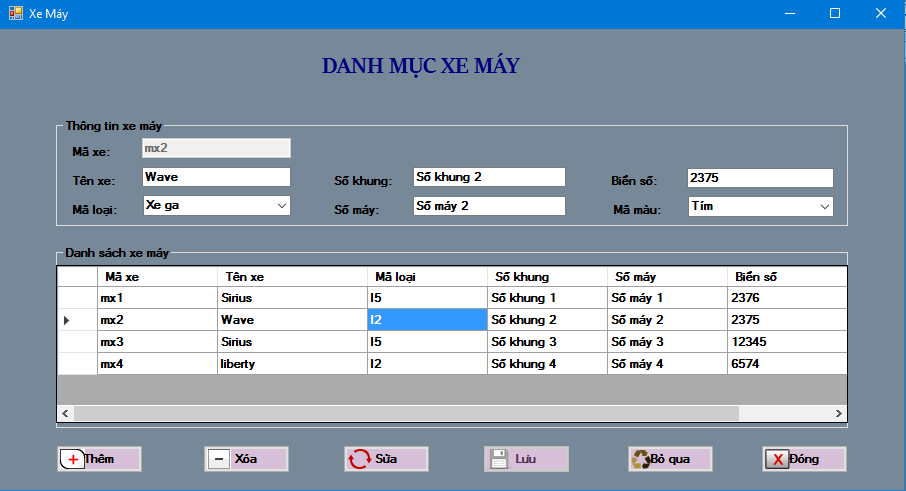 Xe Máy
DANH MỤC XE MÁY
Thông tin xe máy
Mã xe: mx2
Tên xe: Wave Số khung: Số khung 2 Biển số: 2375
Mã loại: Xe ga Số máy: Số máy 2 Mã màu: Tím
Danh sách xe máy
Mã xe Tên xe Mã loại Số khung Số máy Biển số
mx1 Sirius l5 Số khung 1 Số máy 1 2376
mx2 Wave l2 Số khung 2 Số máy 2 2375
mx3 Sirius l5 Số khung 3 Số máy 3 12345
mx4 liberty l2 Số khung 4 Số máy 4 6574
Thêm Xóa Sửa Lưu Bỏ qua Đóng